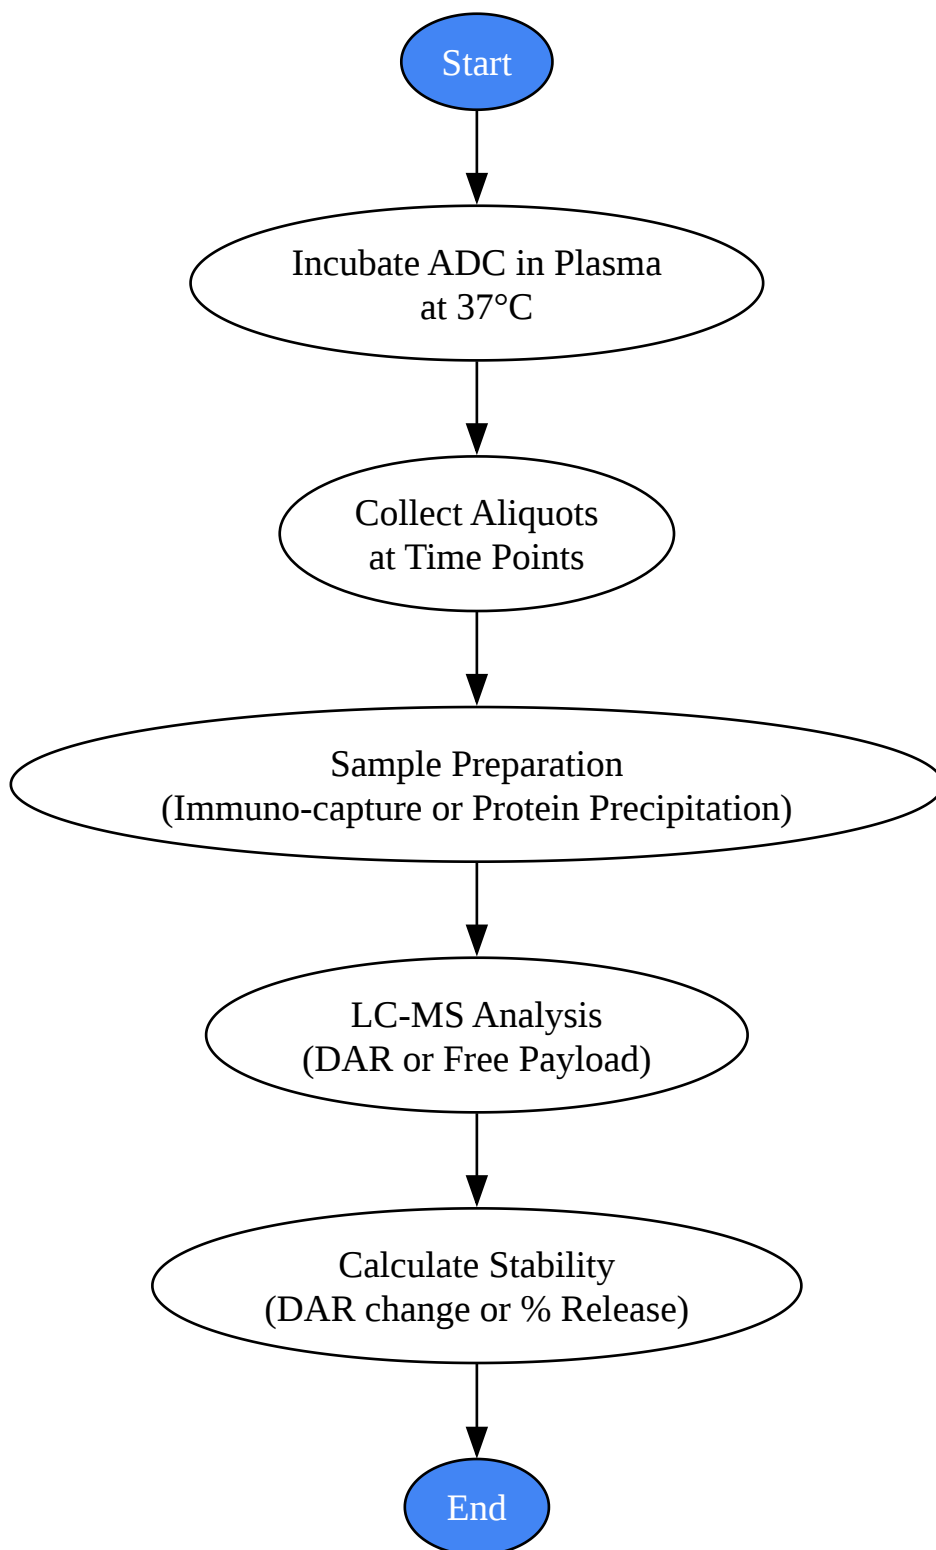 Start
Incubate ADC in Plasma
at 37°C
Collect Aliquots
at Time Points
Sample Preparation
(Immuno-capture or Protein Precipitation)
LC-MS Analysis
(DAR or Free Payload)
Calculate Stability
(DAR change or % Release)
End